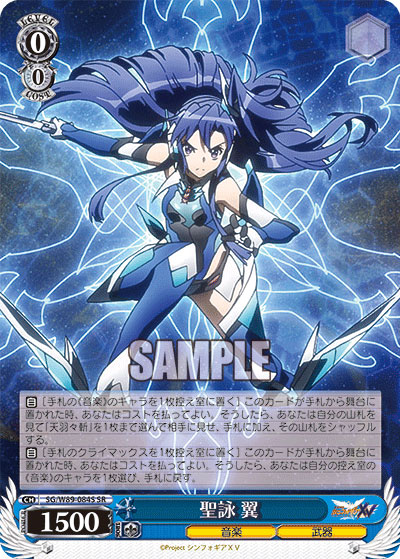 LEVEL
0
0
COST
SAMPLE
自［手札の《音楽》のキャラを1枚控え室に置く］このカードが手札から舞台に
置かれた時、あなたはコストを払ってよい。そうしたら、あなたは自分の山札を
見て「天羽々斬」を1枚まで選んで相手に見せ、手札に加え、その山札をシャッフル
する。
自［手札のクライマックスを1枚控え室に置く］このカードが手札から舞台に
置かれた時、あなたはコストを払ってよい。そうしたら、あなたは自分の控え室の
《音楽》のキャラを1枚選び、手札に戻す。
CH SG/W89-084S SR
1500
聖詠 翼
シンフォギアXV
音楽 武器
©Project シンフォギアXV